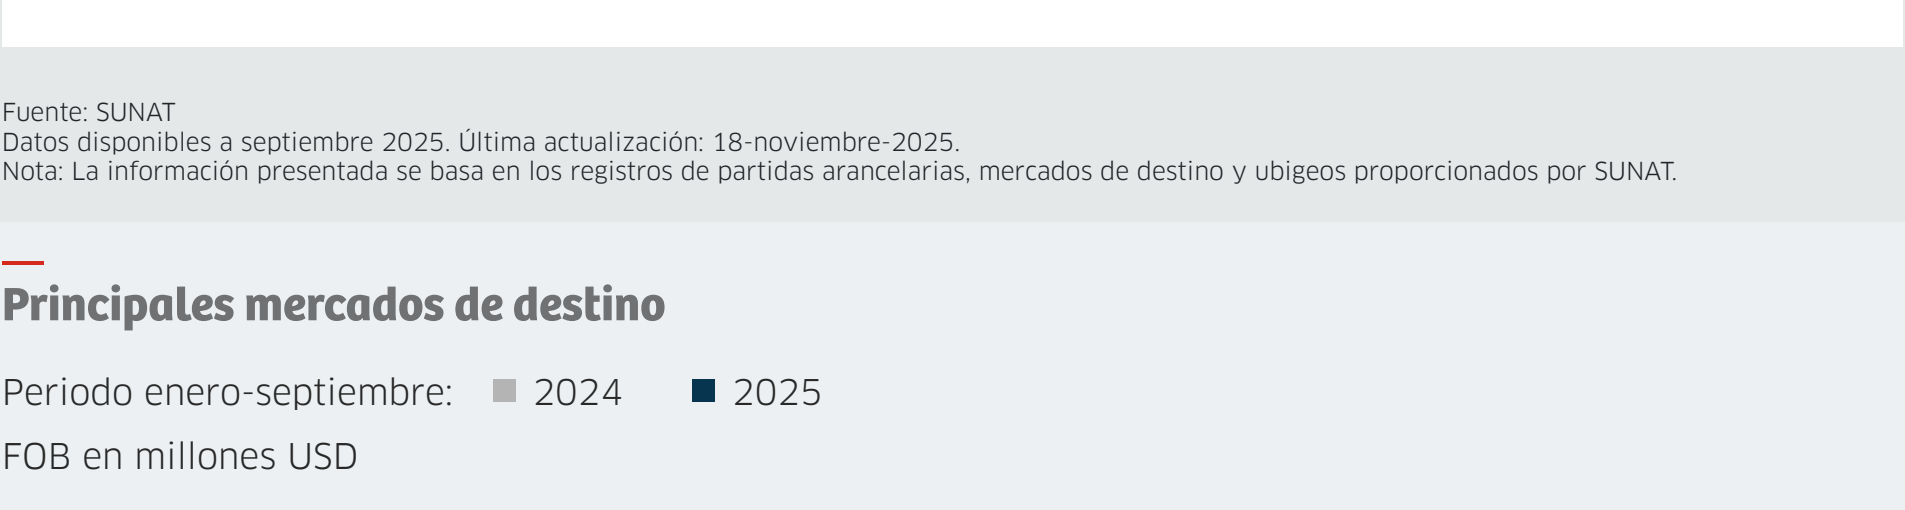 Fuente: SUNAT
Datos disponibles a septiembre 2025. Última actualización: 18-noviembre-2025.
Nota: La información presentada se basa en los registros de partidas arancelarias, mercados de destino y ubigeos proporcionados por SUNAT.
Principales mercados de destino
Periodo enero-septiembre: 2024 2025
FOB en millones USD